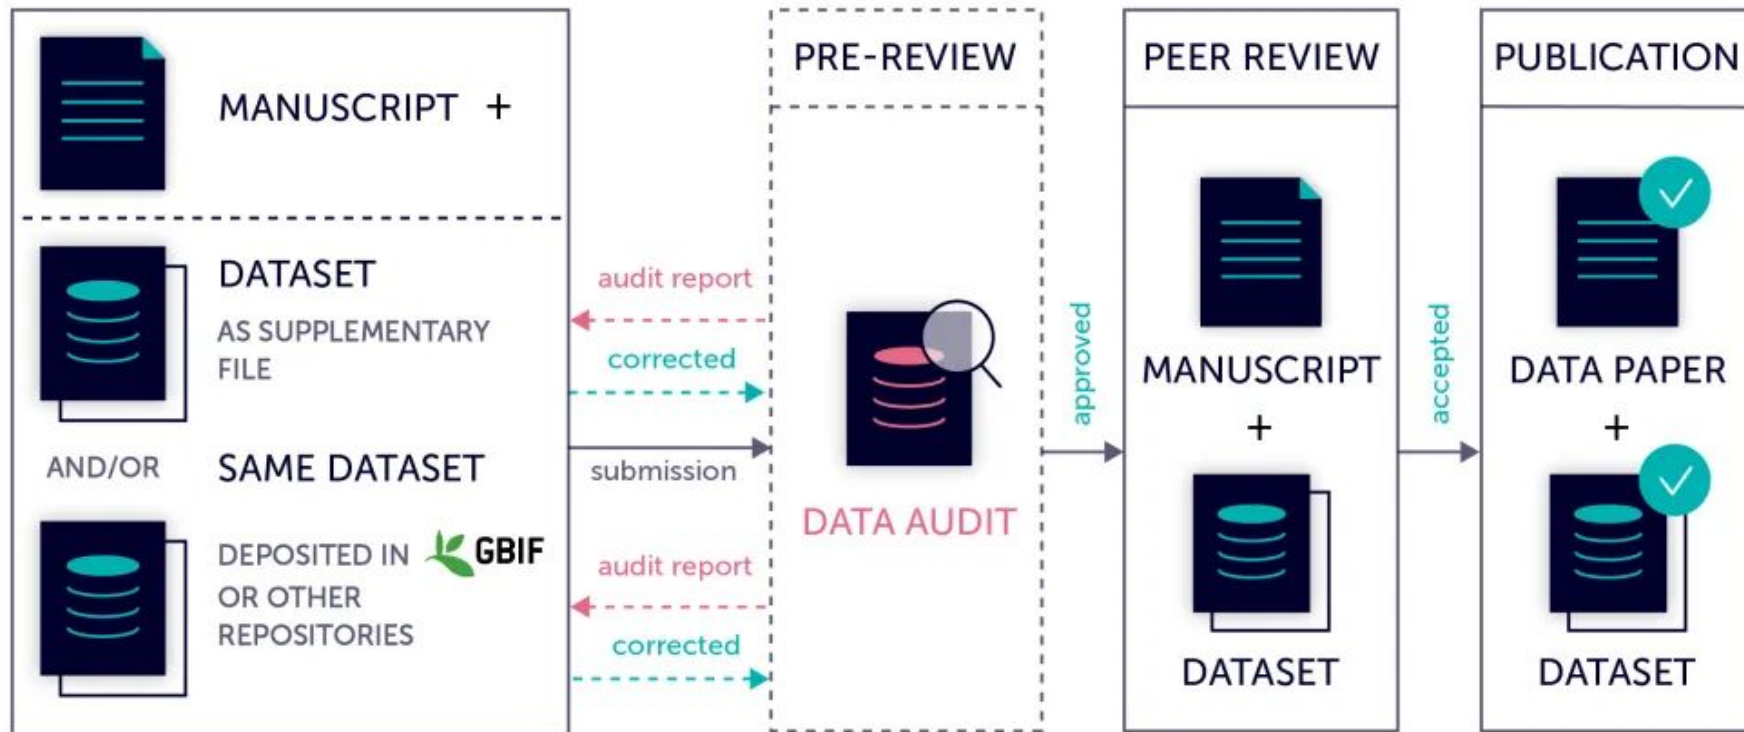 MANUSCRIPT +
DATASET
AS SUPPLEMENTARY
FILE
AND/OR
SAME DATASET
DEPOSITED IN GBIF
OR OTHER
REPOSITORIES
audit report
corrected
submission
audit report
corrected
PRE-REVIEW
DATA AUDIT
approved
PEER REVIEW
MANUSCRIPT
+
DATASET
accepted
PUBLICATION
DATA PAPER
+
DATASET